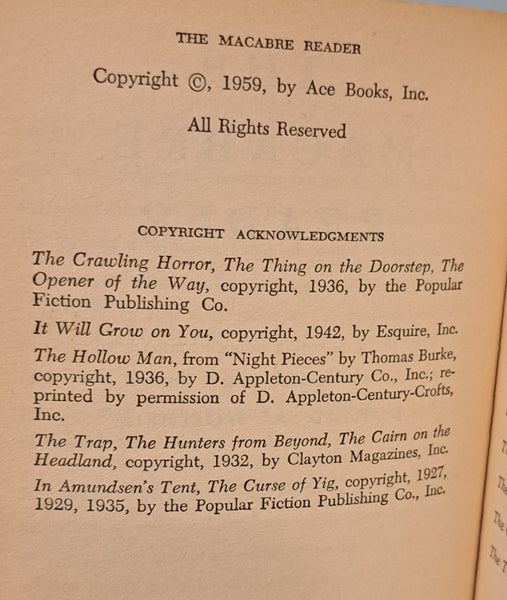 THE MACABRE READER
Copyright ©, 1959, by Ace Books, Inc.
All Rights Reserved
COPYRIGHT ACKNOWLEDGMENTS
The Crawling Horror, The Thing on the Doorstep, The
Opener of the Way, copyright, 1936, by the Popular
Fiction Publishing Co.
It Will Grow on You, copyright, 1942, by Esquire, Inc.
The Hollow Man, from "Night Pieces" by Thomas Burke,
copyright, 1936, by D. Appleton-Century Co., Inc.; re-
printed by permission of D. Appleton-Century-Crofts,
Inc.
The Trap, The Hunters from Beyond, The Cairn on the
Headland, copyright, 1932, by Clayton Magazines, Inc.
In Amundsen's Tent, The Curse of Yig, copyright, 1927,
1929, 1935, by the Popular Fiction Publishing Co., Inc.